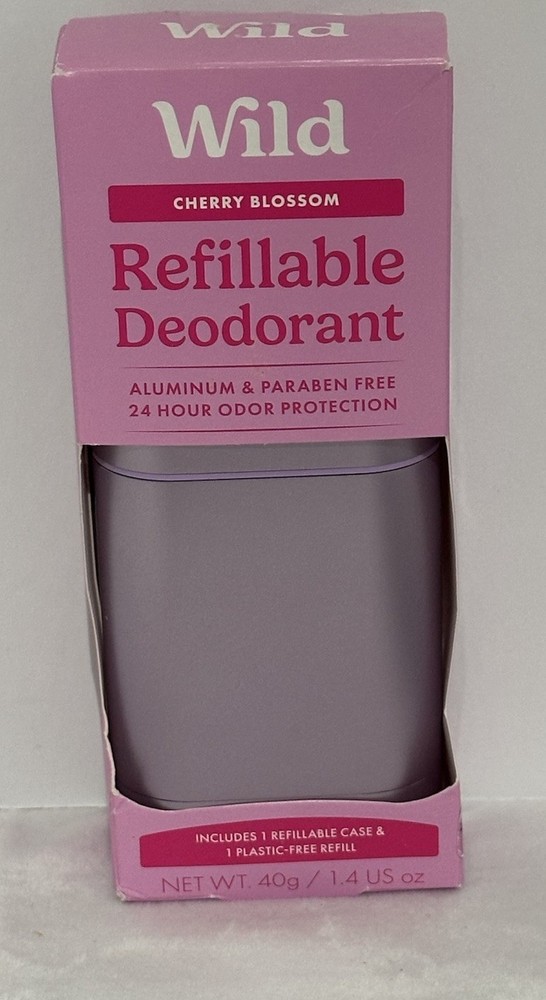 Wild
Wild
CHERRY BLOSSOM
Refillable
Deodorant
ALUMINUM & PARABEN FREE
24 HOUR ODOR PROTECTION
INCLUDES 1 REFILLABLE CASE &
1 PLASTIC-FREE REFILL
NET WT. 40g / 1.4 US oz